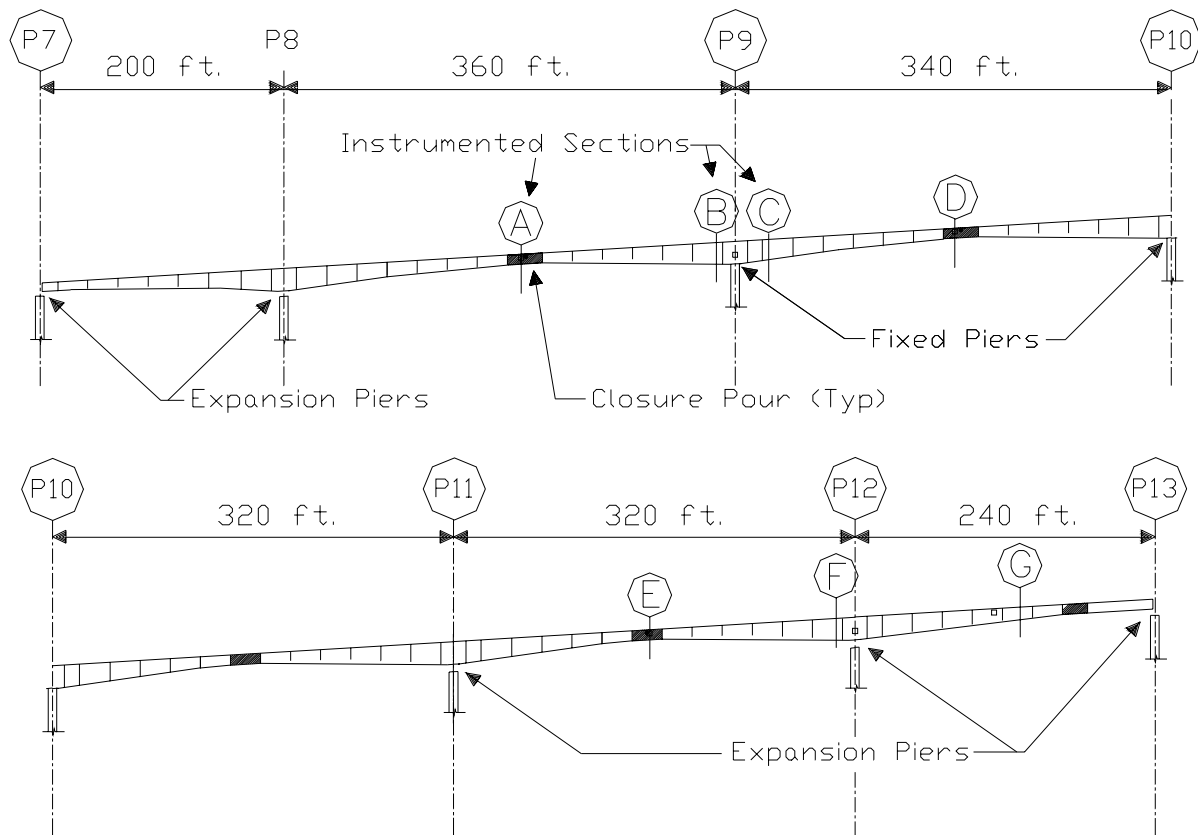 P7 P8 P9 P10
200 ft. 360 ft. 340 ft.
Instrumented Sections
A B C D
Fixed Piers
Expansion Piers Closure Pour (Typ)
P10 P11 P12 P13
320 ft. 320 ft. 240 ft.
E F G
Expansion Piers